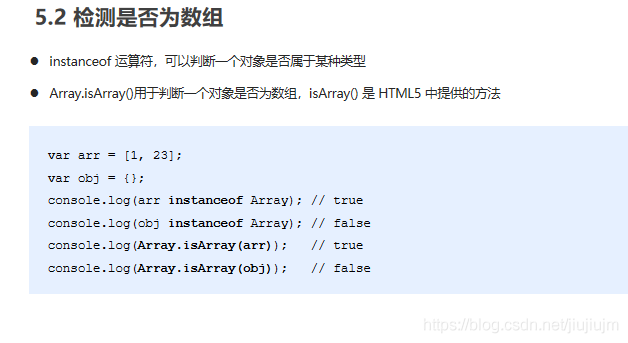 5.2 检测是否为数组
● instanceof 运算符，可以判断一个对象是否属于某种类型
● Array.isArray()用于判断一个对象是否为数组，isArray() 是 HTML5 中提供的方法
var arr = [1, 23];
var obj = {};
console.log(arr instanceof Array); // true
console.log(obj instanceof Array); // false
console.log(Array.isArray(arr));   // true
console.log(Array.isArray(obj));   // false
https://blog.csdn.net/jiujiujm